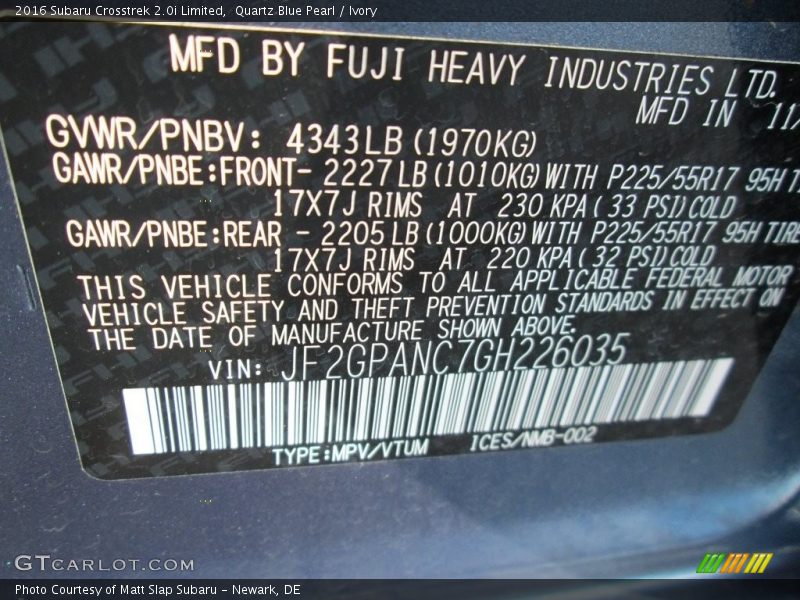 2016 Subaru Crosstrek 2.0i Limited,  Quartz Blue Pearl / Ivory
MFD BY FUJI HEAVY INDUSTRIES LTD.
MFD IN 11/
GVWR/PNBV: 4343LB (1970KG)
GAWR/PNBE:FRONT- 2227LB(1010KG)WITH P225/55R17 95H T
17X7J RIMS AT 230 KPA(33 PSI)COLD
GAWR/PNBE:REAR - 2205LB(1000KG)WITH P225/55R17 95H TIRE
17X7J RIMS AT 220 KPA(32 PSI)COLD
THIS VEHICLE CONFORMS TO ALL APPLICABLE FEDERAL MOTOR
VEHICLE SAFETY AND THEFT PREVENTION STANDARDS IN EFFECT ON
THE DATE OF MANUFACTURE SHOWN ABOVE.
VIN: JF2GPANC7GH226035
TYPE:MPV/VTUM ICES/NMB-002
GTCARLOT.COM
Photo Courtesy of Matt Slap Subaru - Newark, DE